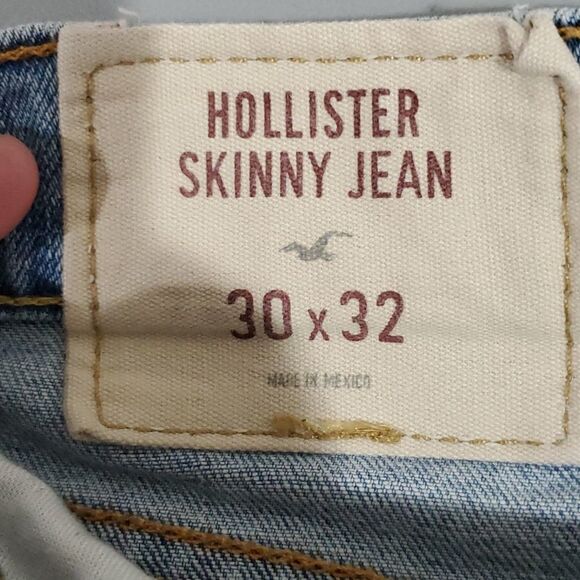 HOLLISTER
SKINNY JEAN
30 x 32
MADE IN MEXICO